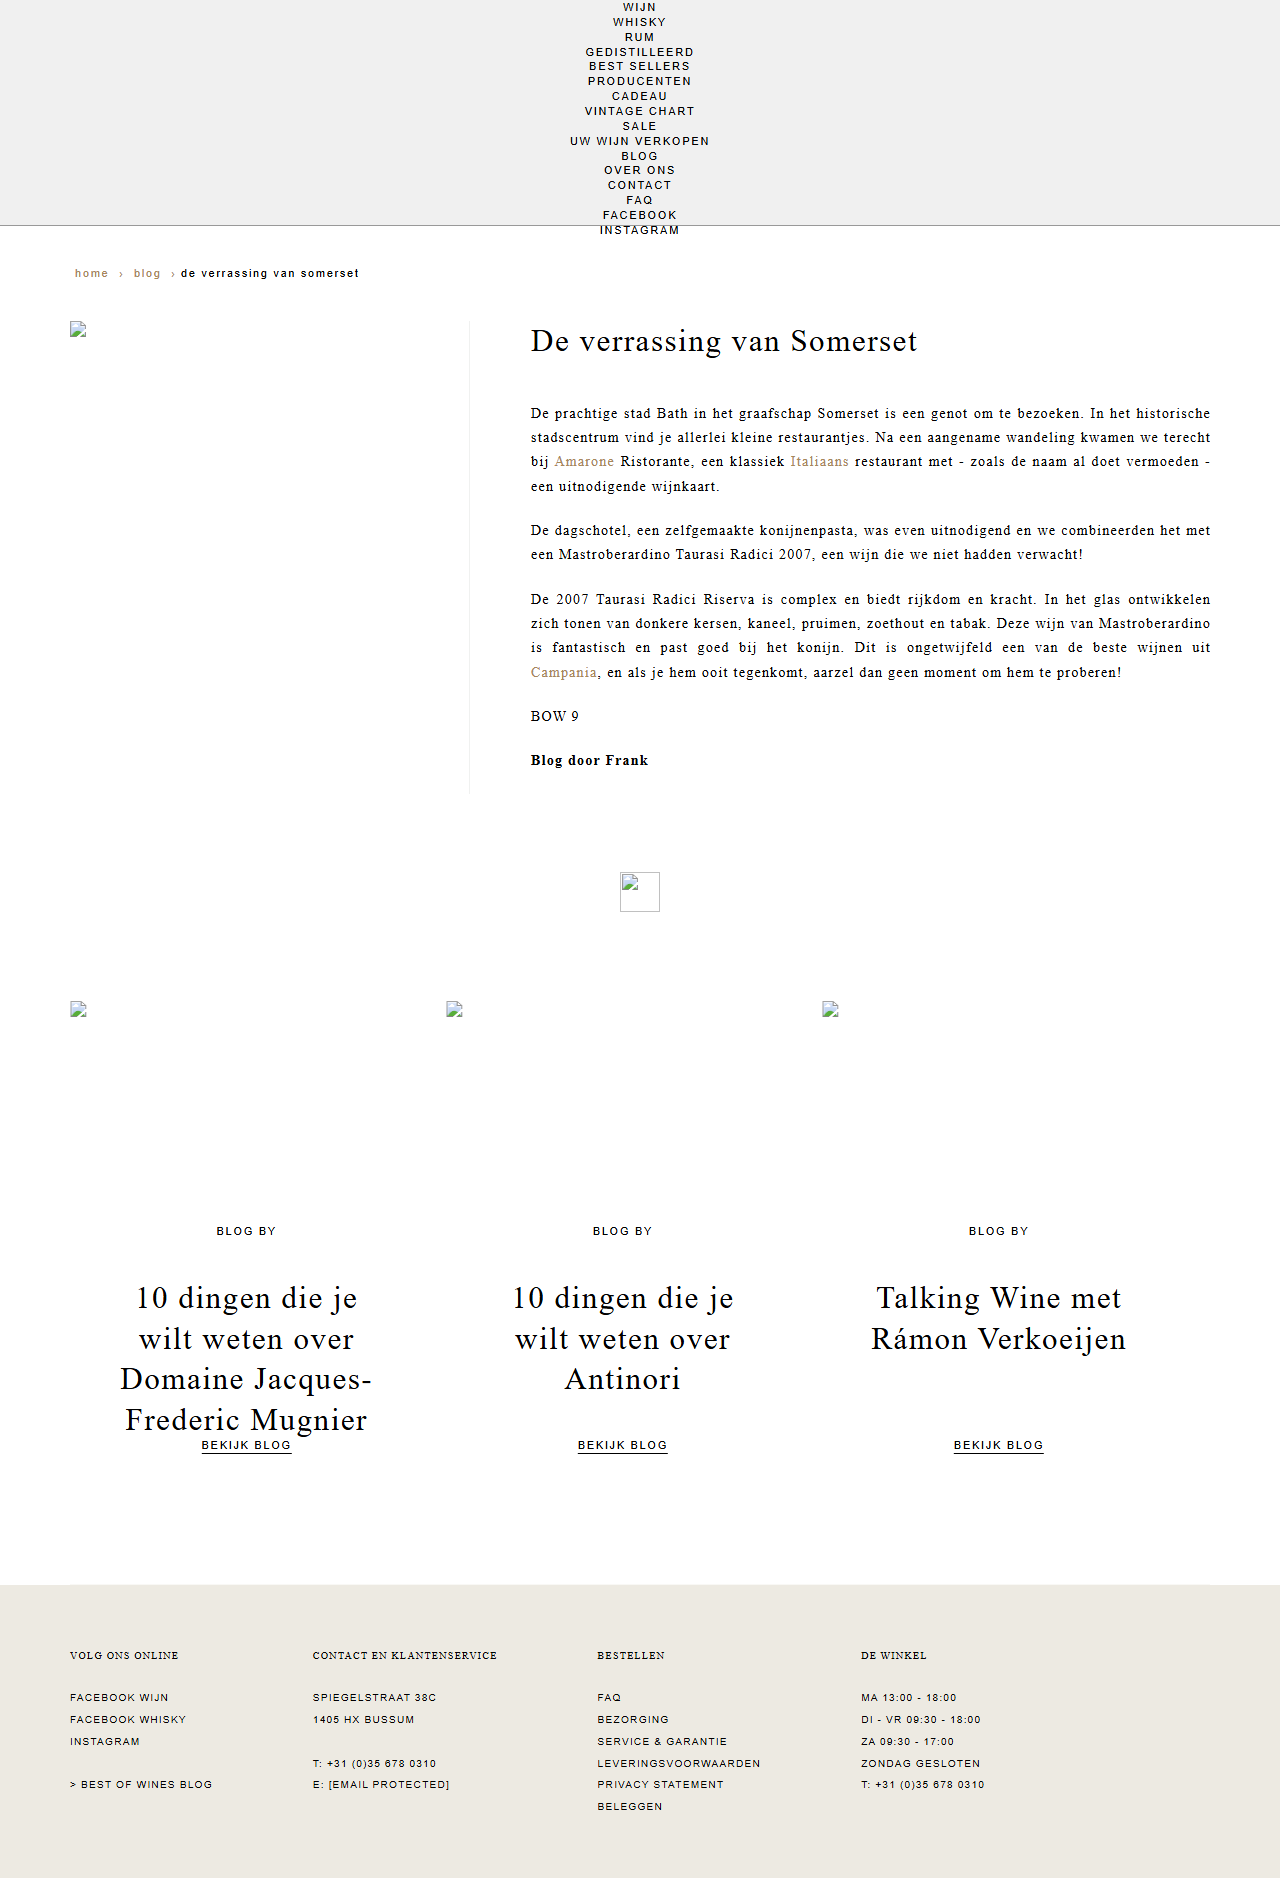 WIJN
WHISKY
RUM
GEDISTILLEERD
BEST SELLERS
PRODUCENTEN
CADEAU
VINTAGE CHART
SALE
UW WIJN VERKOPEN
BLOG
OVER ONS
CONTACT
FAQ
FACEBOOK
INSTAGRAM
home › blog › de verrassing van somerset
De verrassing van Somerset
De prachtige stad Bath in het graafschap Somerset is een genot om te bezoeken. In het historische
stadscentrum vind je allerlei kleine restaurantjes. Na een aangename wandeling kwamen we terecht
bij Amarone Ristorante, een klassiek Italiaans restaurant met - zoals de naam al doet vermoeden -
een uitnodigende wijnkaart.
De dagschotel, een zelfgemaakte konijnenpasta, was even uitnodigend en we combineerden het met
een Mastroberardino Taurasi Radici 2007, een wijn die we niet hadden verwacht!
De 2007 Taurasi Radici Riserva is complex en biedt rijkdom en kracht. In het glas ontwikkelen
zich tonen van donkere kersen, kaneel, pruimen, zoethout en tabak. Deze wijn van Mastroberardino
is fantastisch en past goed bij het konijn. Dit is ongetwijfeld een van de beste wijnen uit
Campania, en als je hem ooit tegenkomt, aarzel dan geen moment om hem te proberen!
BOW 9
Blog door Frank
BLOG BY
10 dingen die je
wilt weten over
Domaine Jacques-
Frederic Mugnier
BEKIJK BLOG
BLOG BY
10 dingen die je
wilt weten over
Antinori
BEKIJK BLOG
BLOG BY
Talking Wine met
Rámon Verkoeijen
BEKIJK BLOG
VOLG ONS ONLINE
FACEBOOK WIJN
FACEBOOK WHISKY
INSTAGRAM
> BEST OF WINES BLOG
CONTACT EN KLANTENSERVICE
SPIEGELSTRAAT 38C
1405 HX BUSSUM
T: +31 (0)35 678 0310
E: [EMAIL PROTECTED]
BESTELLEN
FAQ
BEZORGING
SERVICE & GARANTIE
LEVERINGSVOORWAARDEN
PRIVACY STATEMENT
BELEGGEN
DE WINKEL
MA 13:00 - 18:00
DI - VR 09:30 - 18:00
ZA 09:30 - 17:00
ZONDAG GESLOTEN
T: +31 (0)35 678 0310